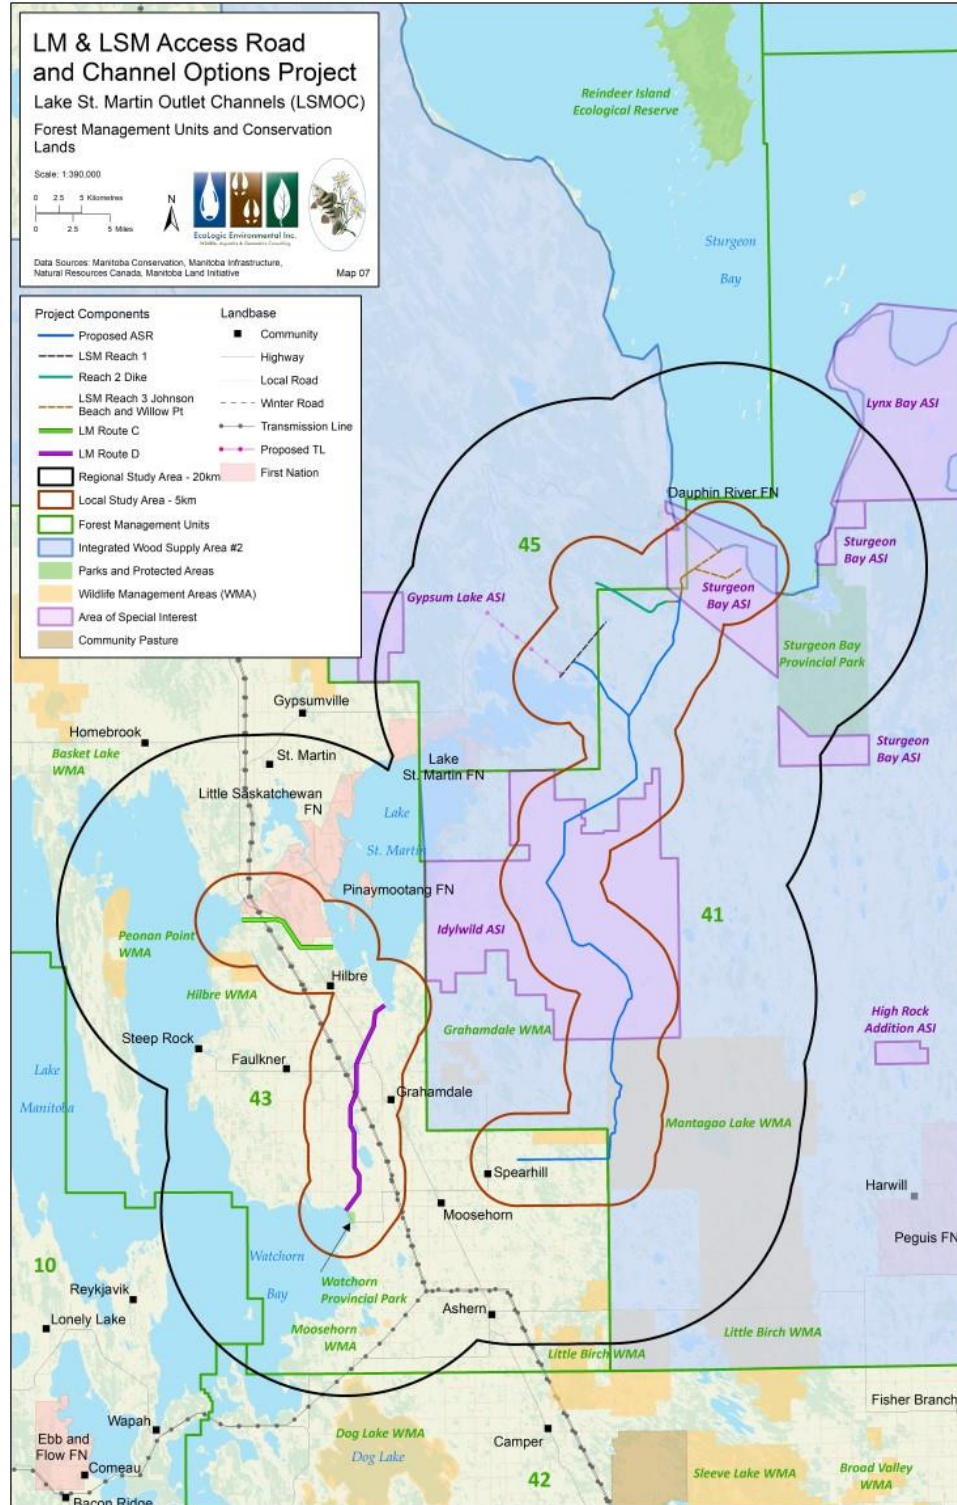 LM & LSM Access Road
and Channel Options Project
Lake St. Martin Outlet Channels (LSMOC)
Forest Management Units and Conservation
Lands
Scale: 1:390,000
0 2.5 5 Kilometres
0 2.5 5 Miles
N
EcoLogic Environmental Inc.
Wildlife, Aquatic & Geomatics Consulting
Data Sources: Manitoba Conservation, Manitoba Infrastructure,
Natural Resources Canada, Manitoba Land Initiative
Map 07
Project Components
Proposed ASR
LSM Reach 1
Reach 2 Dike
LSM Reach 3 Johnson
Beach and Willow Pt
LM Route C
LM Route D
Regional Study Area - 20km
Local Study Area - 5km
Forest Management Units
Integrated Wood Supply Area #2
Parks and Protected Areas
Wildlife Management Areas (WMA)
Area of Special Interest
Community Pasture
Landbase
Community
Highway
Local Road
Winter Road
Transmission Line
Proposed TL
First Nation
Reindeer Island
Ecological Reserve
Sturgeon
Bay
Lynx Bay ASI
Dauphin River FN
45
Sturgeon
Bay ASI
Gypsum Lake ASI
Sturgeon
Bay ASI
Sturgeon Bay
Provincial Park
Gypsumville
Homebrook
Basket Lake
WMA
St. Martin
Lake
St. Martin FN
Sturgeon
Bay ASI
Little Saskatchewan
FN
Lake
St. Martin
Pinaymootang FN
41
Peonan Point
WMA
Idylwild ASI
Hilbre WMA
Hilbre
High Rock
Addition ASI
Grahamdale WMA
Steep Rock
Faulkner
Lake
Manitoba
43
Grahamdale
Mantagao Lake WMA
Spearhill
Harwill
Moosehorn
Peguis FN
Watchorn
Bay
10
Reykjavik
Watchorn
Provincial Park
Lonely Lake
Ashern
Moosehorn
WMA
Little Birch WMA
Little Birch WMA
Fisher Branch
Wapah
Ebb and
Flow FN
Dog Lake WMA
Dog Lake
Camper
Comeau
42
Sleeve Lake WMA
Broad Valley
WMA
Bacon Ridge